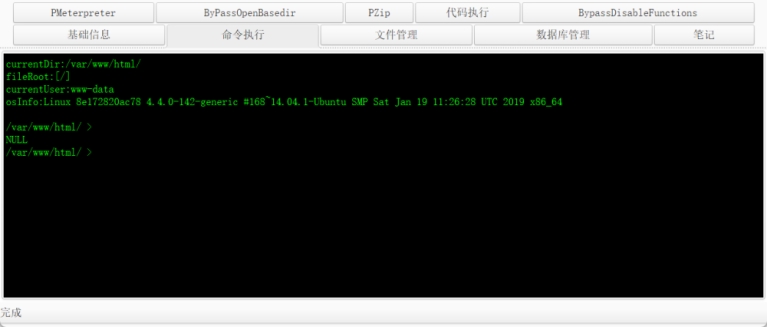 PMeterpreter ByPassOpenBasedir PZip 代码执行 BypassDisableFunctions
基础信息 命令执行 文件管理 数据库管理 笔记
currentDir:/var/www/html/
fileRoot:[/]
currentUser:www-data
osInfo:Linux 8e172820ac78 4.4.0-142-generic #168~14.04.1-Ubuntu SMP Sat Jan 19 11:26:28 UTC 2019 x86_64
/var/www/html/ >
NULL
/var/www/html/ >
完成